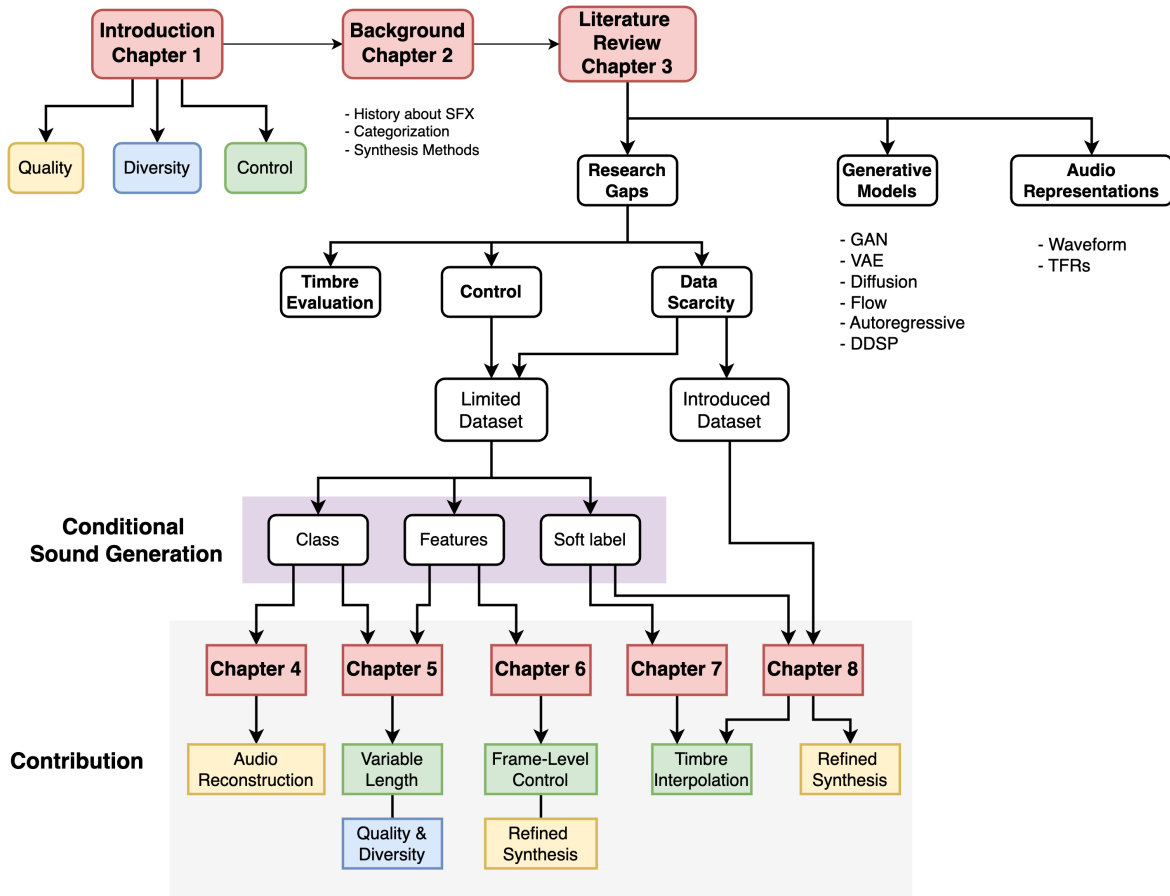 Introduction
Chapter 1
Background
Chapter 2
Literature
Review
Chapter 3
- History about SFX
- Categorization
- Synthesis Methods
Quality
Diversity
Control
Research
Gaps
Generative
Models
Audio
Representations
- GAN
- VAE
- Diffusion
- Flow
- Autoregressive
- DDSP
- Waveform
- TFRs
Timbre
Evaluation
Control
Data
Scarcity
Limited
Dataset
Introduced
Dataset
Conditional
Sound Generation
Class
Features
Soft label
Chapter 4
Chapter 5
Chapter 6
Chapter 7
Chapter 8
Contribution
Audio
Reconstruction
Variable
Length
Frame-Level
Control
Timbre
Interpolation
Refined
Synthesis
Quality &
Diversity
Refined
Synthesis